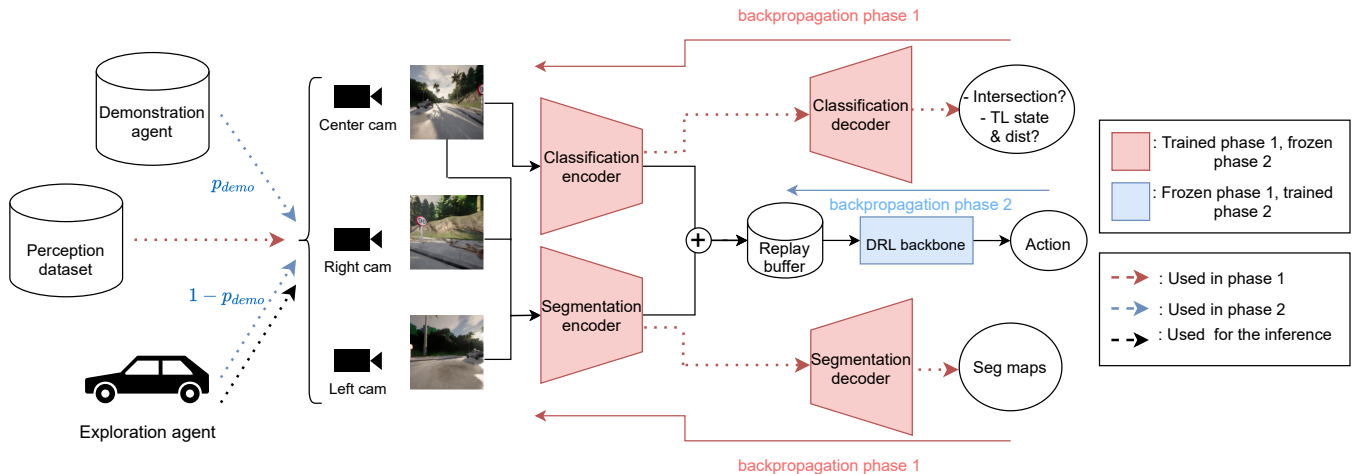 backpropagation phase 1
Demonstration
agent
Center cam
Classification
encoder
Classification
decoder
- Intersection?
- TL state
& dist?
: Trained phase 1, frozen
phase 2
: Frozen phase 1, trained
phase 2
p_demo
Perception
dataset
Right cam
backpropagation phase 2
Replay
buffer
DRL backbone
Action
1 − p_demo
Segmentation
encoder
: Used in phase 1
: Used in phase 2
: Used for the inference
Left cam
Segmentation
decoder
Seg maps
Exploration agent
backpropagation phase 1